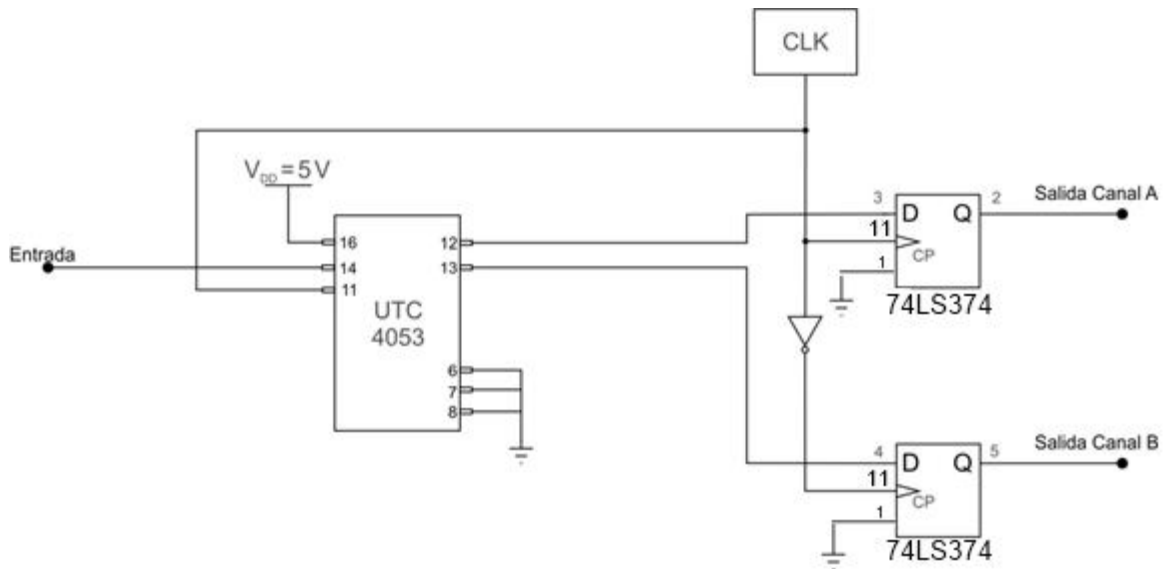 CLK
V_DD = 5V
Entrada
16
14
11
UTC
4053
12
13
6
7
8
3
D
Q
2
Salida Canal A
11
CP
1
74LS374
4
D
Q
5
Salida Canal B
11
CP
1
74LS374